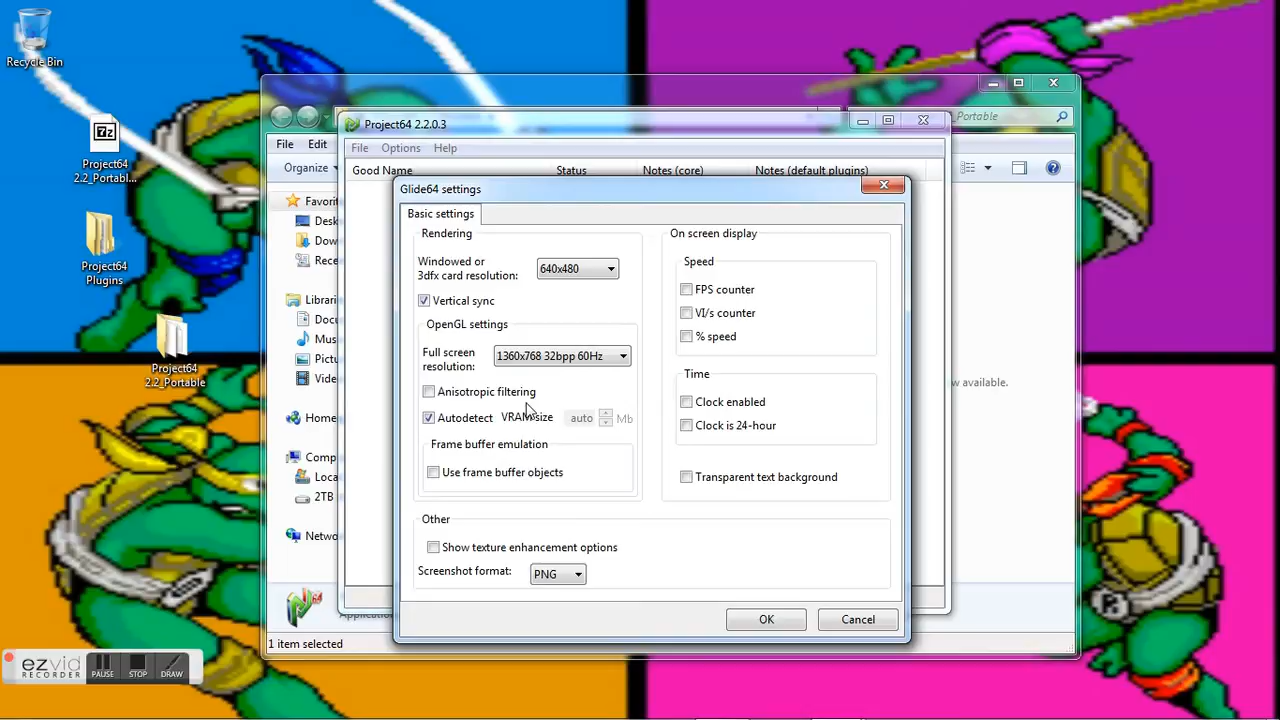 Recycle Bin
Project64
2.2_Portabl...
Project64
Plugins
Project64
2.2_Portable
_Portable
File Edit
Organize
Favorit
Desk
Dow
Rece
Librari
Docu
Mus
Pictu
Vide
Home
Comp
Loca
2TB
Netwo
1 item selected
w available.
Project64 2.2.0.3
File Options Help
Good Name Status Notes (core) Notes (default plugins)
Glide64 settings
Basic settings
Rendering
Windowed or
3dfx card resolution:
640x480
Vertical sync
OpenGL settings
Full screen
resolution:
1360x768 32bpp 60Hz
Anisotropic filtering
Autodetect VRAM size auto Mb
Frame buffer emulation
Use frame buffer objects
On screen display
Speed
FPS counter
VI/s counter
% speed
Time
Clock enabled
Clock is 24-hour
Transparent text background
Other
Show texture enhancement options
Screenshot format: PNG
OK Cancel
ezvid
RECORDER
PAUSE STOP DRAW